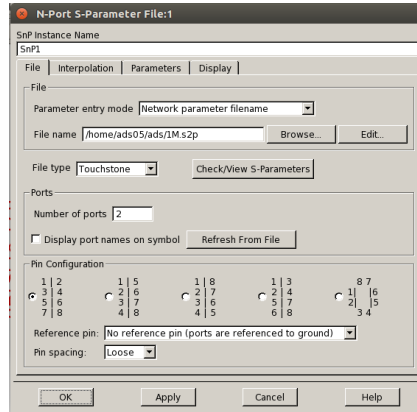 N-Port S-Parameter File:1
SnP Instance Name
SnP1
File Interpolation Parameters Display
File
Parameter entry mode Network parameter filename
File name /home/ads05/ads/1M.s2p Browse... Edit...
File type Touchstone Check/View S-Parameters
Ports
Number of ports 2
Display port names on symbol Refresh From File
Pin Configuration
1 | 2 1 | 5 1 | 8 1 | 3 8 7
3 | 4 2 | 6 2 | 7 2 | 4 1| |6
5 | 6 3 | 7 3 | 6 5 | 7 2| |5
7 | 8 4 | 8 4 | 5 6 | 8 3 4
Reference pin: No reference pin (ports are referenced to ground)
Pin spacing: Loose
OK Apply Cancel Help